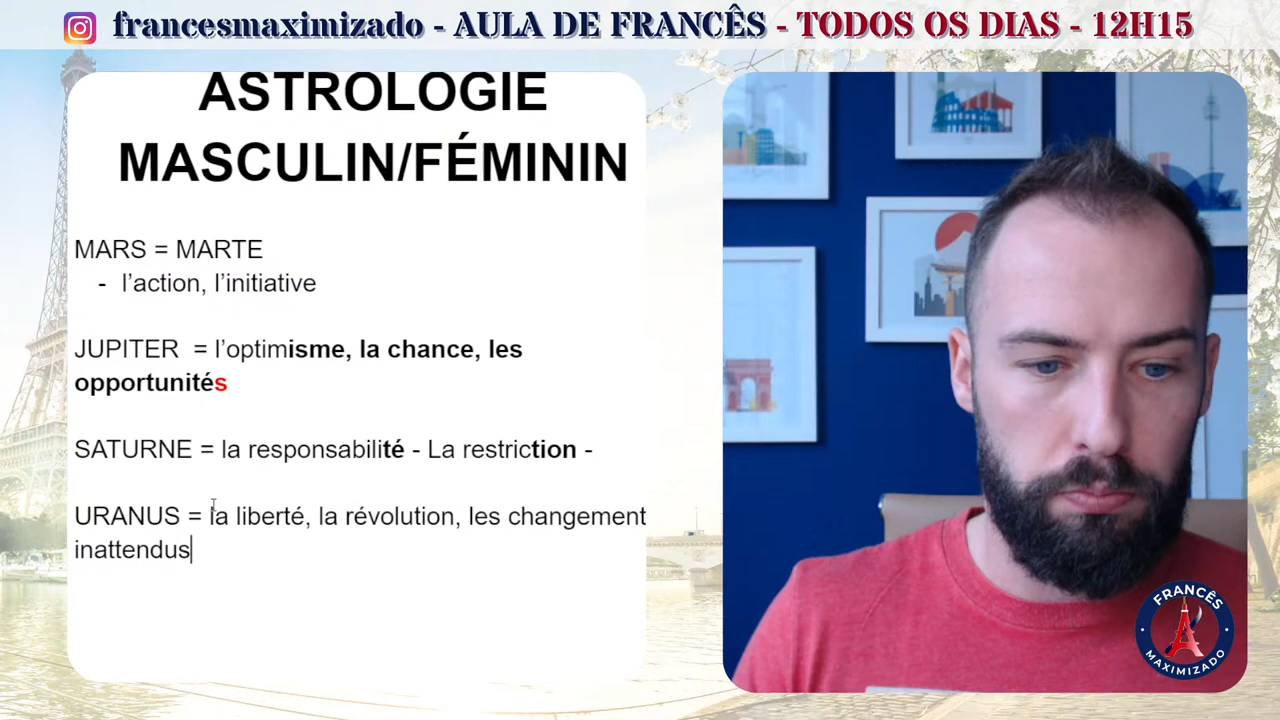 francesmaximizado - AULA DE FRANCÊS - TODOS OS DIAS - 12H15
ASTROLOGIE
MASCULIN/FÉMININ
MARS = MARTE
- l’action, l’initiative
JUPITER = l’optimisme, la chance, les
opportunités
SATURNE = la responsabilité - La restriction -
URANUS = la liberté, la révolution, les changement
inattendus
FRANCÊS
MAXIMIZADO